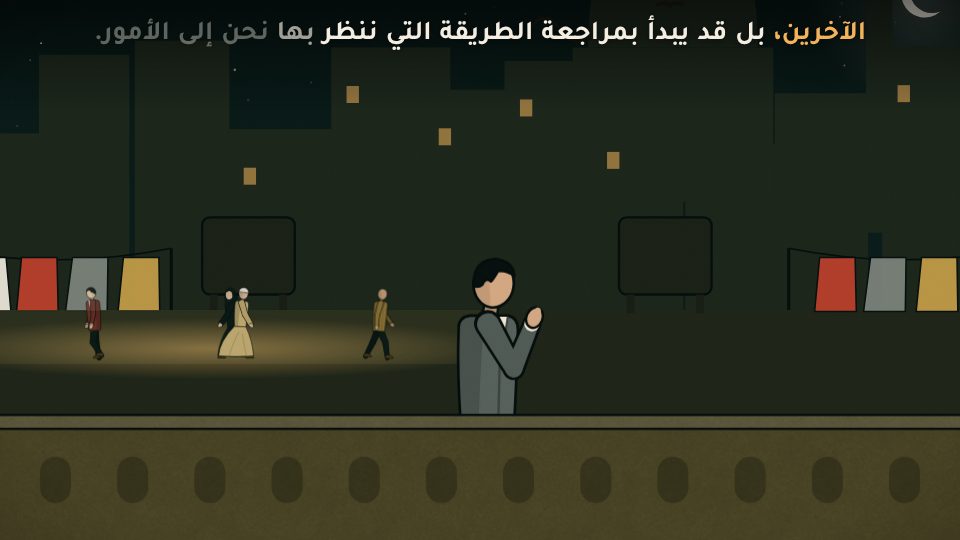 الآخرين، بل قد يبدأ بمراجعة الطريقة التي ننظر بها نحن إلى الأمور.